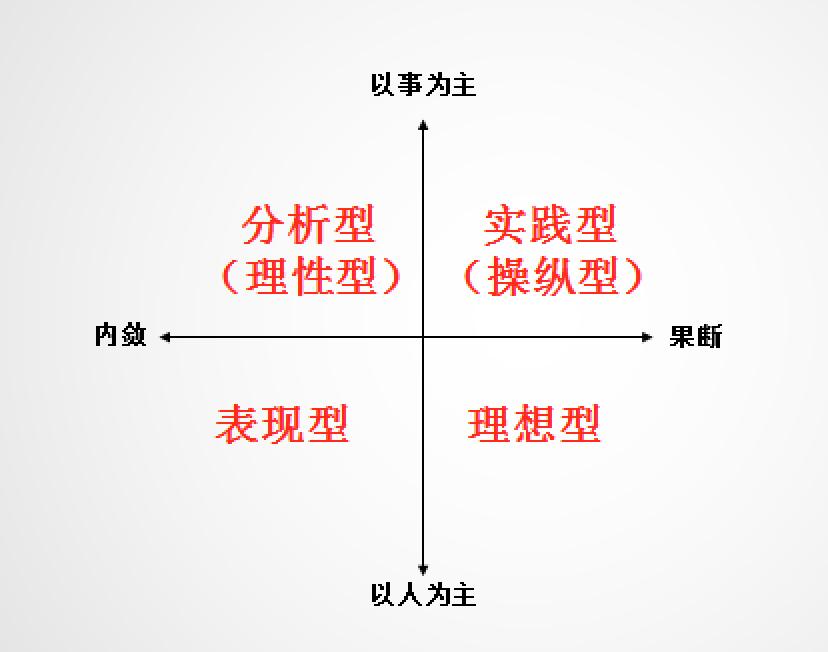 以事为主
分析型
（理性型）
实践型
（操纵型）
内敛
果断
表现型
理想型
以人为主